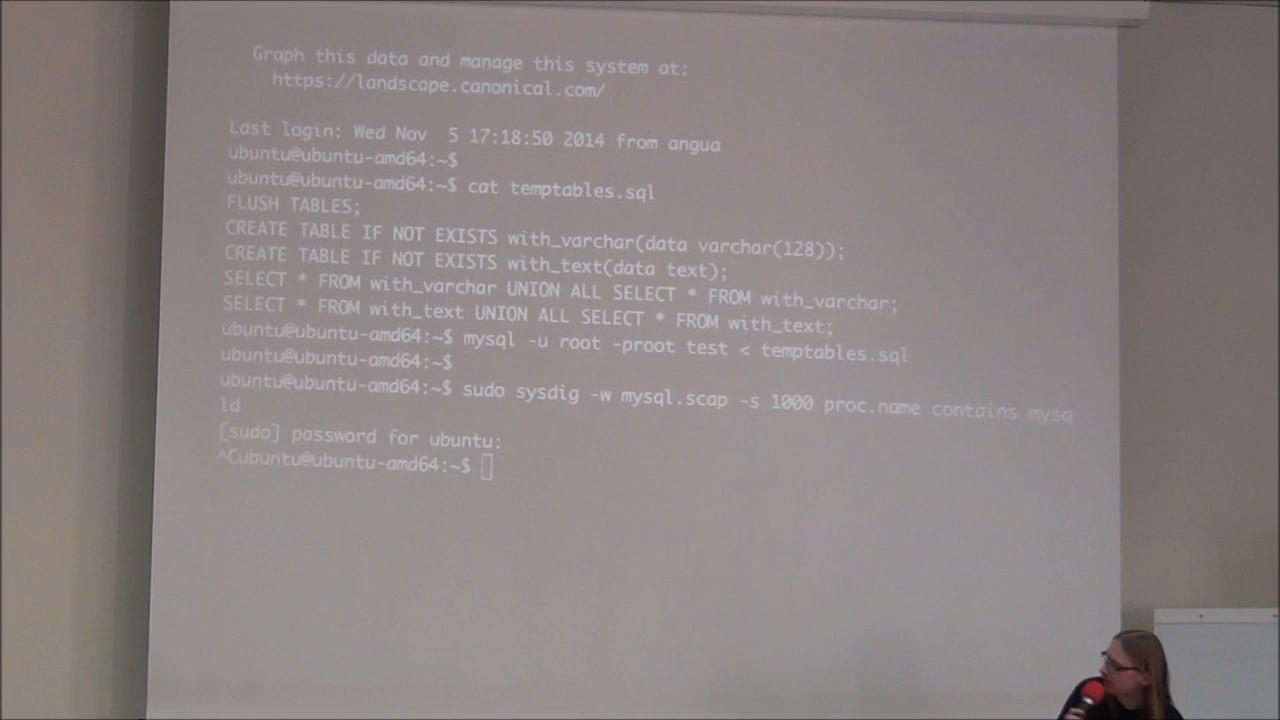 Graph this data and manage this system at:
https://landscape.canonical.com/
Last login: Wed Nov  5 17:18:50 2014 from angua
ubuntu@ubuntu-amd64:~$
ubuntu@ubuntu-amd64:~$ cat temptables.sql
FLUSH TABLES;
CREATE TABLE IF NOT EXISTS with_varchar(data varchar(128));
CREATE TABLE IF NOT EXISTS with_text(data text);
SELECT * FROM with_varchar UNION ALL SELECT * FROM with_varchar;
SELECT * FROM with_text UNION ALL SELECT * FROM with_text;
ubuntu@ubuntu-amd64:~$ mysql -u root -proot test < temptables.sql
ubuntu@ubuntu-amd64:~$
ubuntu@ubuntu-amd64:~$ sudo sysdig -w mysql.scap -s 1000 proc.name contains mysq
ld
[sudo] password for ubuntu:
^Cubuntu@ubuntu-amd64:~$